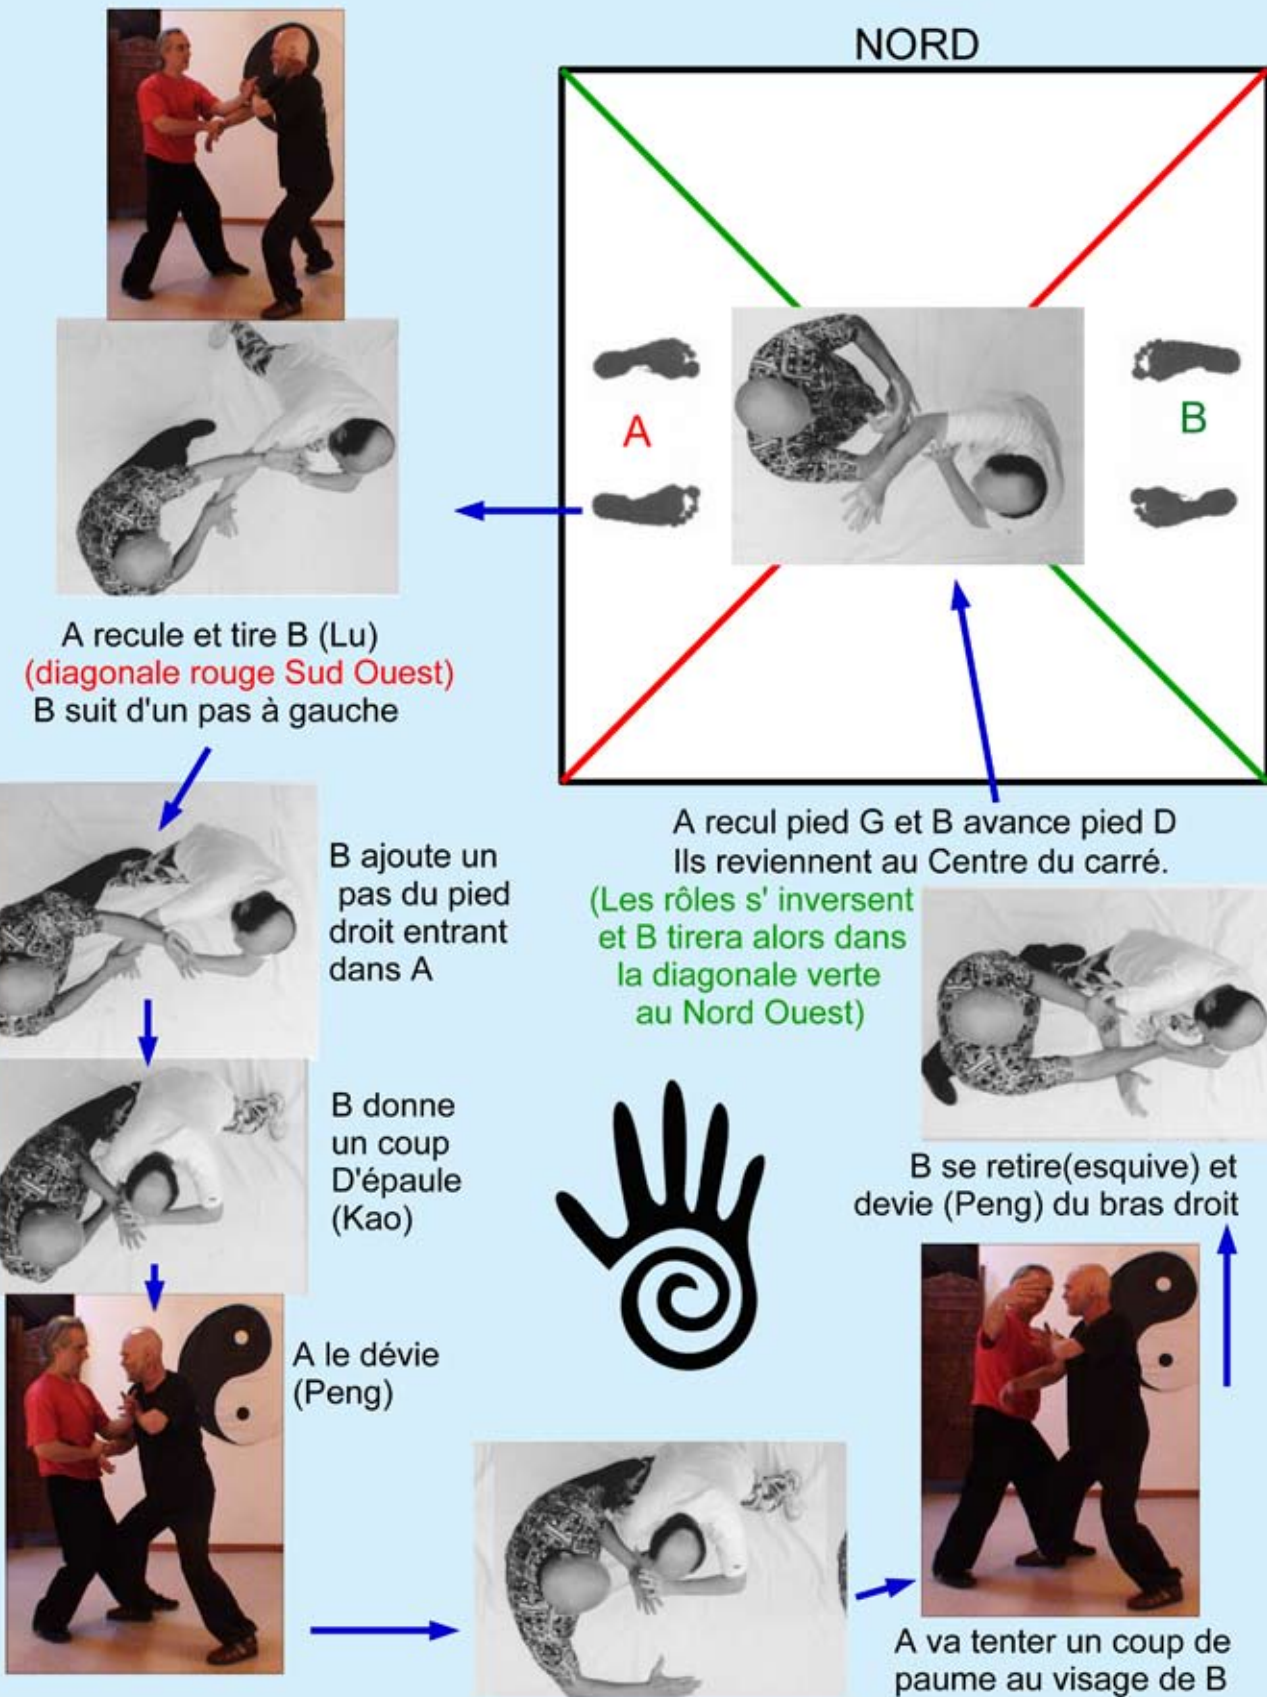 NORD
A
B
A recule et tire B (Lu)
(diagonale rouge Sud Ouest)
B suit d'un pas à gauche
B ajoute un
pas du pied
droit entrant
dans A
B donne
un coup
D'épaule
(Kao)
A le dévie
(Peng)
A va tenter un coup de
paume au visage de B
B se retire(esquive) et
devie (Peng) du bras droit
A recul pied G et B avance pied D
Ils reviennent au Centre du carré.
(Les rôles s' inversent
et B tirera alors dans
la diagonale verte
au Nord Ouest)